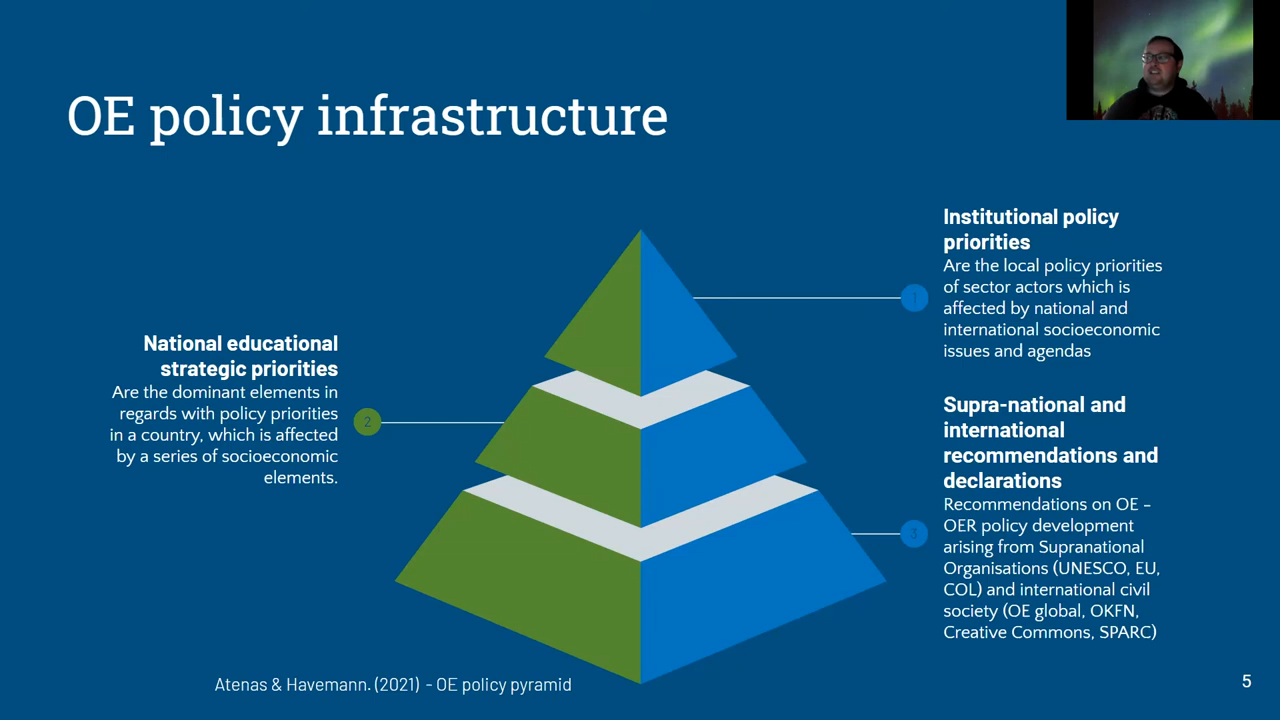 OE policy infrastructure
Institutional policy
priorities
Are the local policy priorities
of sector actors which is
affected by national and
international socioeconomic
issues and agendas
1
National educational
strategic priorities
Are the dominant elements in
regards with policy priorities
in a country, which is affected
by a series of socioeconomic
elements.
2
Supra-national and
international
recommendations and
declarations
Recommendations on OE –
OER policy development
arising from Supranational
Organisations (UNESCO, EU,
COL) and international civil
society (OE global, OKFN,
Creative Commons, SPARC)
3
Atenas & Havemann. (2021) - OE policy pyramid
5